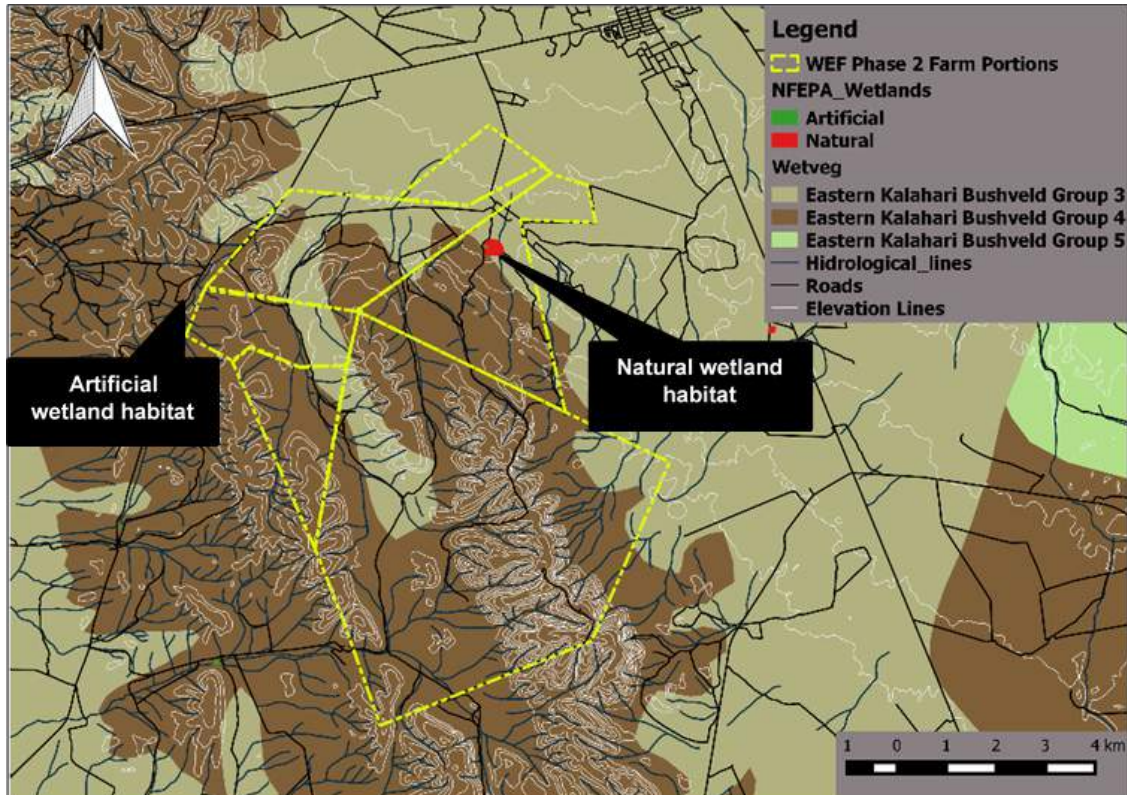 N
Legend
WEF Phase 2 Farm Portions
NFEPA_Wetlands
Artificial
Natural
Wetveg
Eastern Kalahari Bushveld Group 3
Eastern Kalahari Bushveld Group 4
Eastern Kalahari Bushveld Group 5
Hidrological_lines
Roads
Elevation Lines
Artificial
wetland habitat
Natural wetland
habitat
1 0 1 2 3 4 km